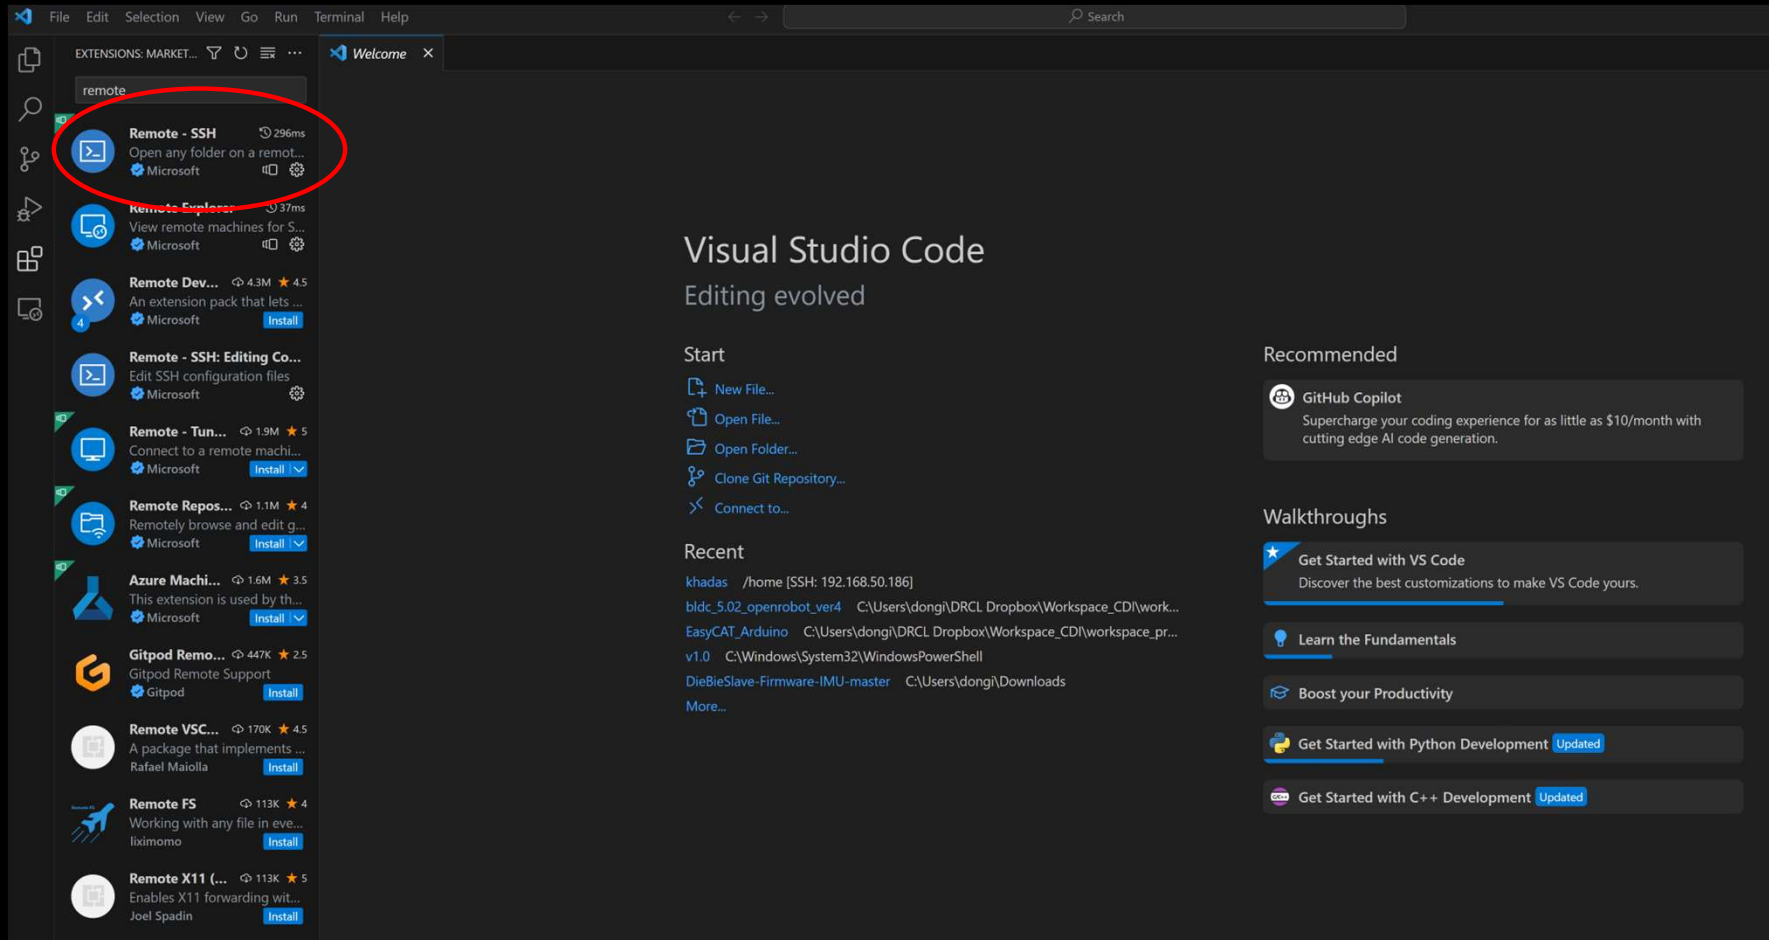 File Edit Selection View Go Run Terminal Help
Search
EXTENSIONS: MARKET...
Welcome
remote
Remote - SSH 296ms
Open any folder on a remot...
Microsoft
Remote Explorer 37ms
View remote machines for S...
Microsoft
Remote Dev... 4.3M 4.5
An extension pack that lets ...
4 Microsoft Install
Remote - SSH: Editing Co...
Edit SSH configuration files
Microsoft
Remote - Tun... 1.9M 5
Connect to a remote machi...
Microsoft Install
Remote Repos... 1.1M 4
Remotely browse and edit g...
Microsoft Install
Azure Machi... 1.6M 3.5
This extension is used by th...
Microsoft Install
Gitpod Remo... 447K 2.5
Gitpod Remote Support
Gitpod Install
Remote VSC... 170K 4.5
A package that implements ...
Rafael Maiolla Install
Remote FS 113K 4
Working with any file in eve...
liximomo Install
Remote X11 (... 113K 5
Enables X11 forwarding wit...
Joel Spadin Install
Visual Studio Code
Editing evolved
Start
New File...
Open File...
Open Folder...
Clone Git Repository...
Connect to...
Recent
khadas /home [SSH: 192.168.50.186]
bldc_5.02_openrobot_ver4 C:\Users\dongi\DRCL Dropbox\Workspace_CDI\work...
EasyCAT_Arduino C:\Users\dongi\DRCL Dropbox\Workspace_CDI\workspace_pr...
v1.0 C:\Windows\System32\WindowsPowerShell
DieBieSlave-Firmware-IMU-master C:\Users\dongi\Downloads
More...
Recommended
GitHub Copilot
Supercharge your coding experience for as little as $10/month with
cutting edge AI code generation.
Walkthroughs
Get Started with VS Code
Discover the best customizations to make VS Code yours.
Learn the Fundamentals
Boost your Productivity
Get Started with Python Development Updated
Get Started with C++ Development Updated